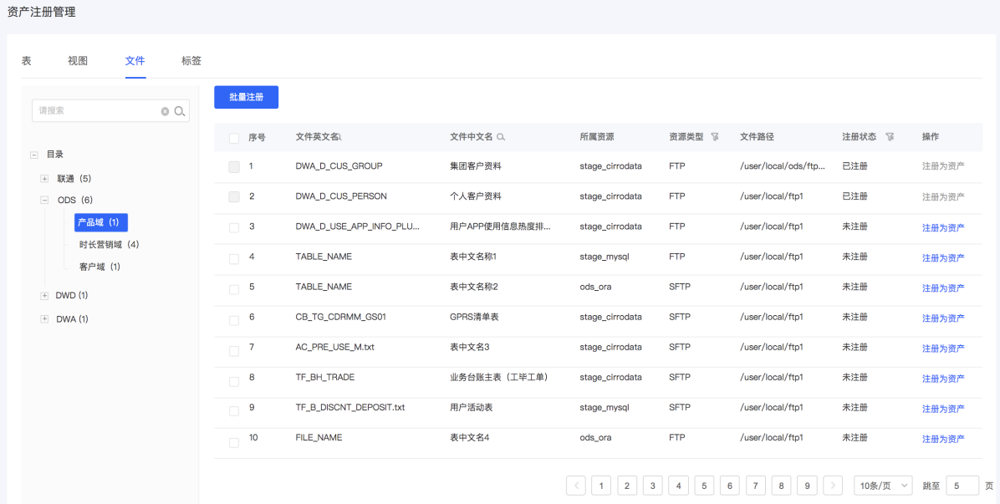 资产注册管理
表 视图 文件 标签
请搜索
目录
联通（5）
ODS（6）
产品域（1）
时长营销域（4）
客户域（1）
DWD (1)
DWA (1)
批量注册
序号 文件英文名 文件中文名 所属资源 资源类型 文件路径 注册状态 操作
1 DWA_D_CUS_GROUP 集团客户资料 stage_cirrodata FTP /user/local/ods/ftp... 已注册 注册为资产
2 DWA_D_CUS_PERSON 个人客户资料 stage_cirrodata FTP /user/local/ftp1 已注册 注册为资产
3 DWA_D_USE_APP_INFO_PLU... 用户APP使用信息热度排... stage_cirrodata FTP /user/local/ftp1 未注册 注册为资产
4 TABLE_NAME 表中文名称1 stage_mysql FTP /user/local/ftp1 未注册 注册为资产
5 TABLE_NAME 表中文名称2 ods_ora SFTP /user/local/ftp1 未注册 注册为资产
6 CB_TG_CDRMM_GS01 GPRS清单表 stage_cirrodata SFTP /user/local/ftp1 未注册 注册为资产
7 AC_PRE_USE_M.txt 表中文名3 stage_cirrodata SFTP /user/local/ftp1 未注册 注册为资产
8 TF_BH_TRADE 业务台账主表（工毕工单） stage_cirrodata SFTP /user/local/ftp1 未注册 注册为资产
9 TF_B_DISCNT_DEPOSIT.txt 用户活动表 stage_mysql SFTP /user/local/ftp1 未注册 注册为资产
10 FILE_NAME 表中文名4 ods_ora FTP /user/local/ftp1 未注册 注册为资产
1 2 3 4 5 6 7 8 9 10条/页 跳至 5 页